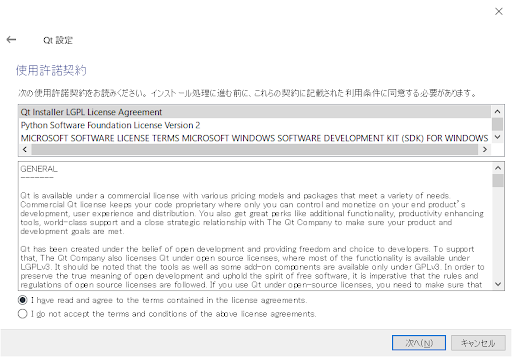 Qt 設定
使用許諾契約
次の使用許諾契約をお読みください。インストール処理に進む前に、これらの契約に記載された利用条件に同意する必要があります。
Qt Installer LGPL License Agreement
Python Software Foundation License Version 2
MICROSOFT SOFTWARE LICENSE TERMS MICROSOFT WINDOWS SOFTWARE DEVELOPMENT KIT (SDK) FOR WINDOWS
GENERAL
-------
Qt is available under a commercial license with various pricing models and packages that meet a variety of needs.
Commercial Qt license keeps your code proprietary where only you can control and monetize on your end product's
development, user experience and distribution. You also get great perks like additional functionality, productivity enhancing
tools, world-class support and a close strategic relationship with The Qt Company to make sure your product and
development goals are met.
Qt has been created under the belief of open development and providing freedom and choice to developers. To support
that, The Qt Company also licenses Qt under open source licenses, where most of the functionality is available under
LGPLv3. It should be noted that the tools as well as some add-on components are available only under GPLv3. In order to
preserve the true meaning of open development and uphold the spirit of free software, it is imperative that the rules and
regulations of open source licenses are followed. If you use Qt under open-source licenses, you need to make sure that
I have read and agree to the terms contained in the license agreements.
I do not accept the terms and conditions of the above license agreements.
次へ(N)
キャンセル